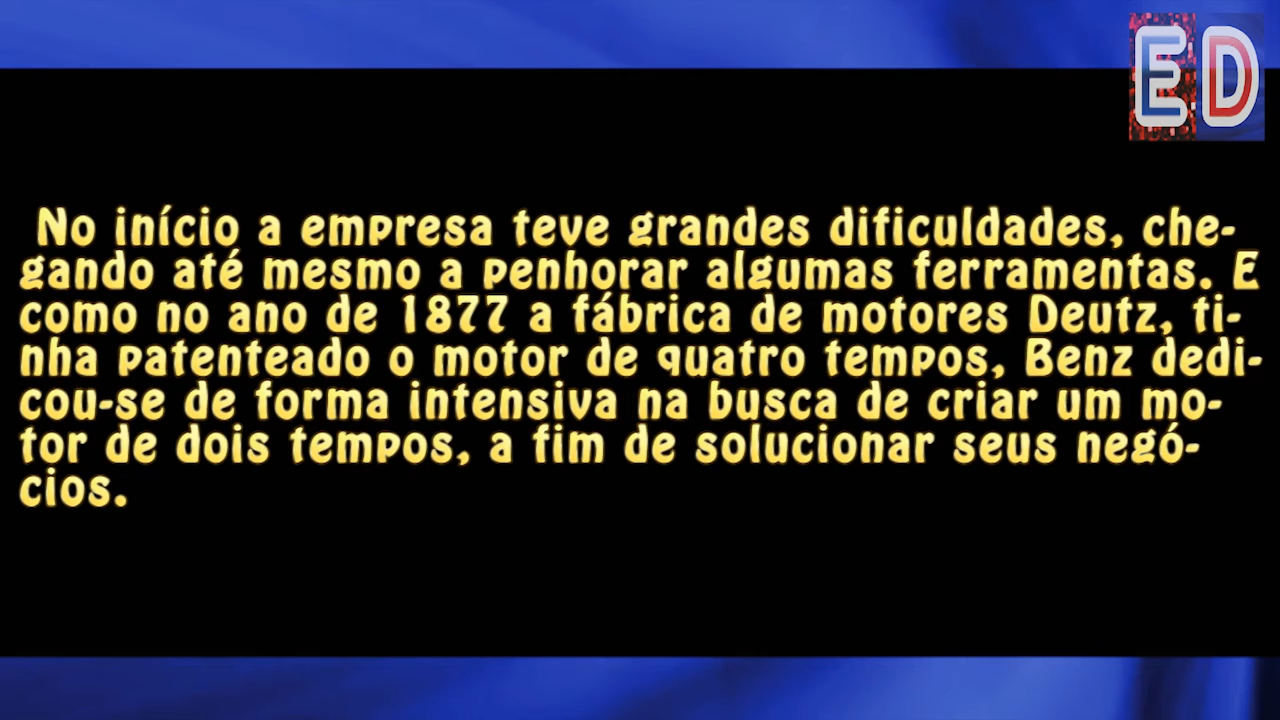 ED
No início a empresa teve grandes dificuldades, che-
gando até mesmo a penhorar algumas ferramentas. E
como no ano de 1877 a fábrica de motores Deutz, ti-
nha patenteado o motor de quatro tempos, Benz dedi-
cou-se de forma intensiva na busca de criar um mo-
tor de dois tempos, a fim de solucionar seus negó-
cios.